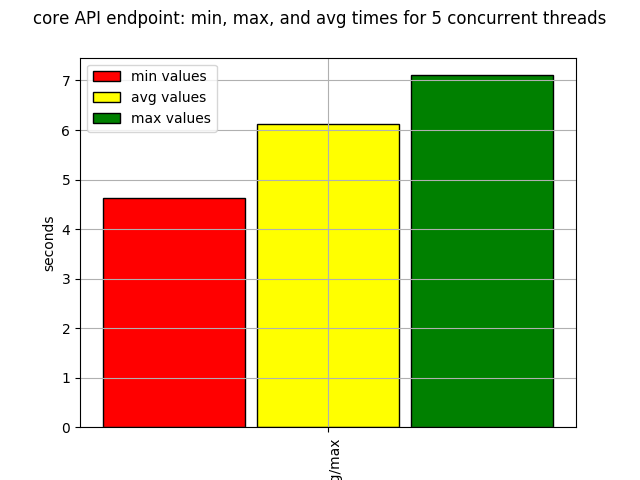 core API endpoint: min, max, and avg times for 5 concurrent threads
min values
avg values
max values
7
6
5
4
3
2
1
0
seconds
g/max